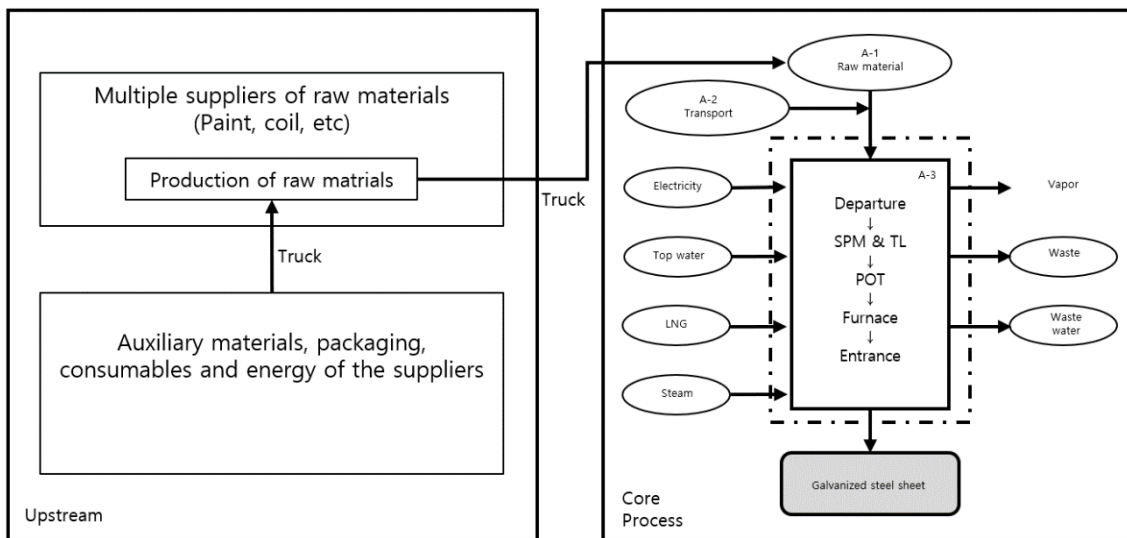 Multiple suppliers of raw materials
(Paint, coil, etc)
Production of raw matrials
Truck
Auxiliary materials, packaging,
consumables and energy of the suppliers
Upstream
Truck
A-1
Raw material
A-2
Transport
Electricity
Top water
LNG
Steam
A-3
Departure
↓
SPM & TL
↓
POT
↓
Furnace
↓
Entrance
Vapor
Waste
Waste
water
Galvanized steel sheet
Core
Process